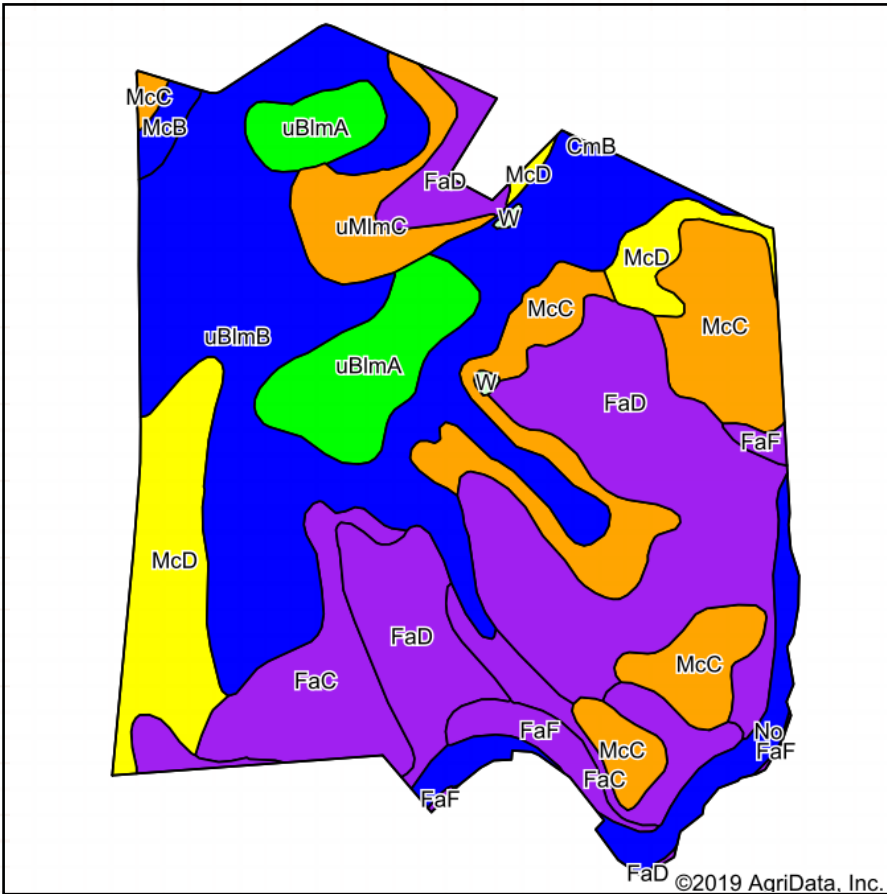 McC
McB
uBlmA
CmB
McD
FaD
W
uMlmC
McD
McC
McC
uBlmB
uBlmA
W
FaD
FaF
McD
FaD
McC
FaC
FaF
No
FaF
McC
FaC
FaF
FaD
©2019 AgriData, Inc.